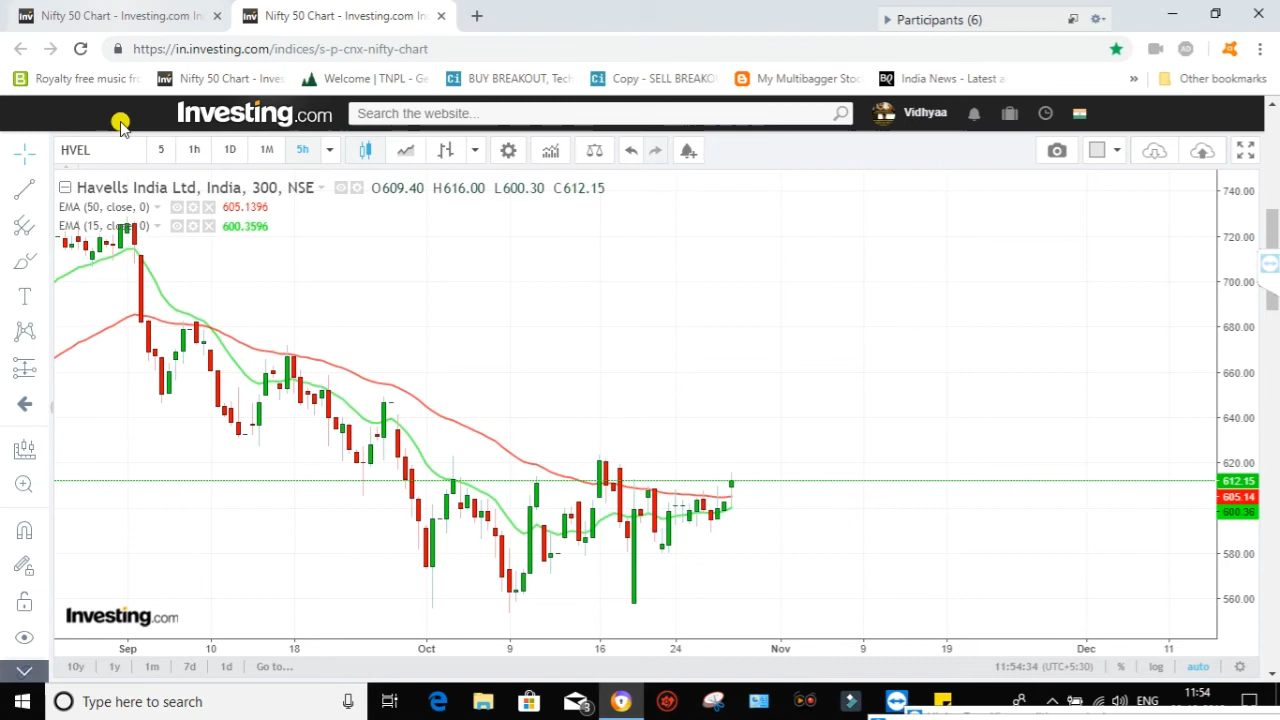 Nifty 50 Chart - Investing.com In
Nifty 50 Chart - Investing.com In
Participants (6)
https://in.investing.com/indices/s-p-cnx-nifty-chart
Royalty free music fr
Nifty 50 Chart - Inves
Welcome | TNPL - Ge
BUY BREAKOUT, Tech
Copy - SELL BREAKO
My Multibagger Stoc
India News - Latest a
» Other bookmarks
Investing.com
Search the website...
Vidhyaa
HVEL 5 1h 1D 1M 5h
Havells India Ltd, India, 300, NSE O609.40 H616.00 L600.30 C612.15
EMA (50, close, 0) 605.1396
EMA (15, close, 0) 600.3596
740.00
720.00
700.00
680.00
660.00
640.00
620.00
612.15
605.14
600.36
580.00
560.00
Investing.com
Sep 10 18 Oct 9 16 24 Nov 9 19 Dec 11
10y 1y 1m 7d 1d Go to... 11:54:34 (UTC+5:30) % log auto
Type here to search
3
ENG
11:54